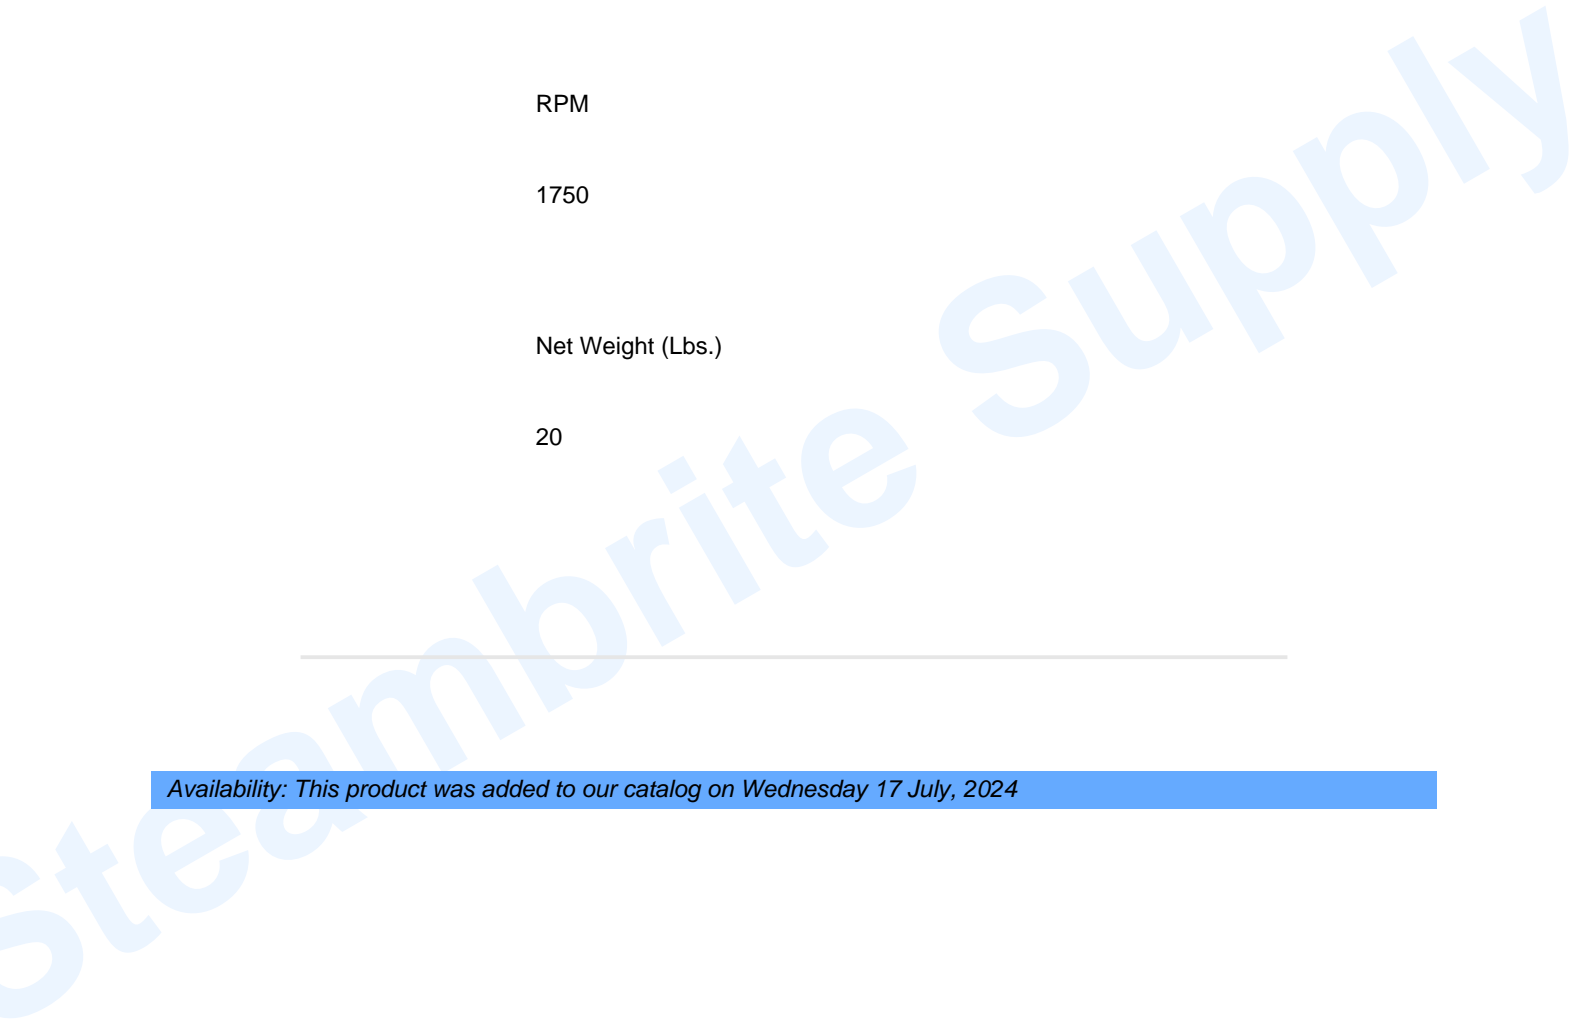 RPM
1750
Net Weight (Lbs.)
20
Steambrite Supply
Availability: This product was added to our catalog on Wednesday 17 July, 2024